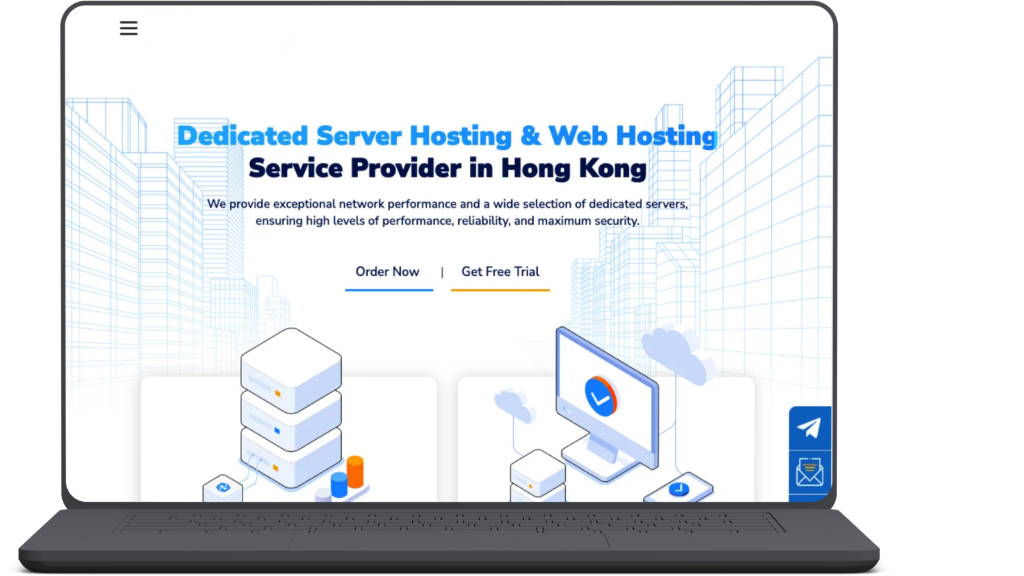 Dedicated Server Hosting & Web Hosting
Service Provider in Hong Kong
We provide exceptional network performance and a wide selection of dedicated servers,
ensuring high levels of performance, reliability, and maximum security.
Order Now | Get Free Trial